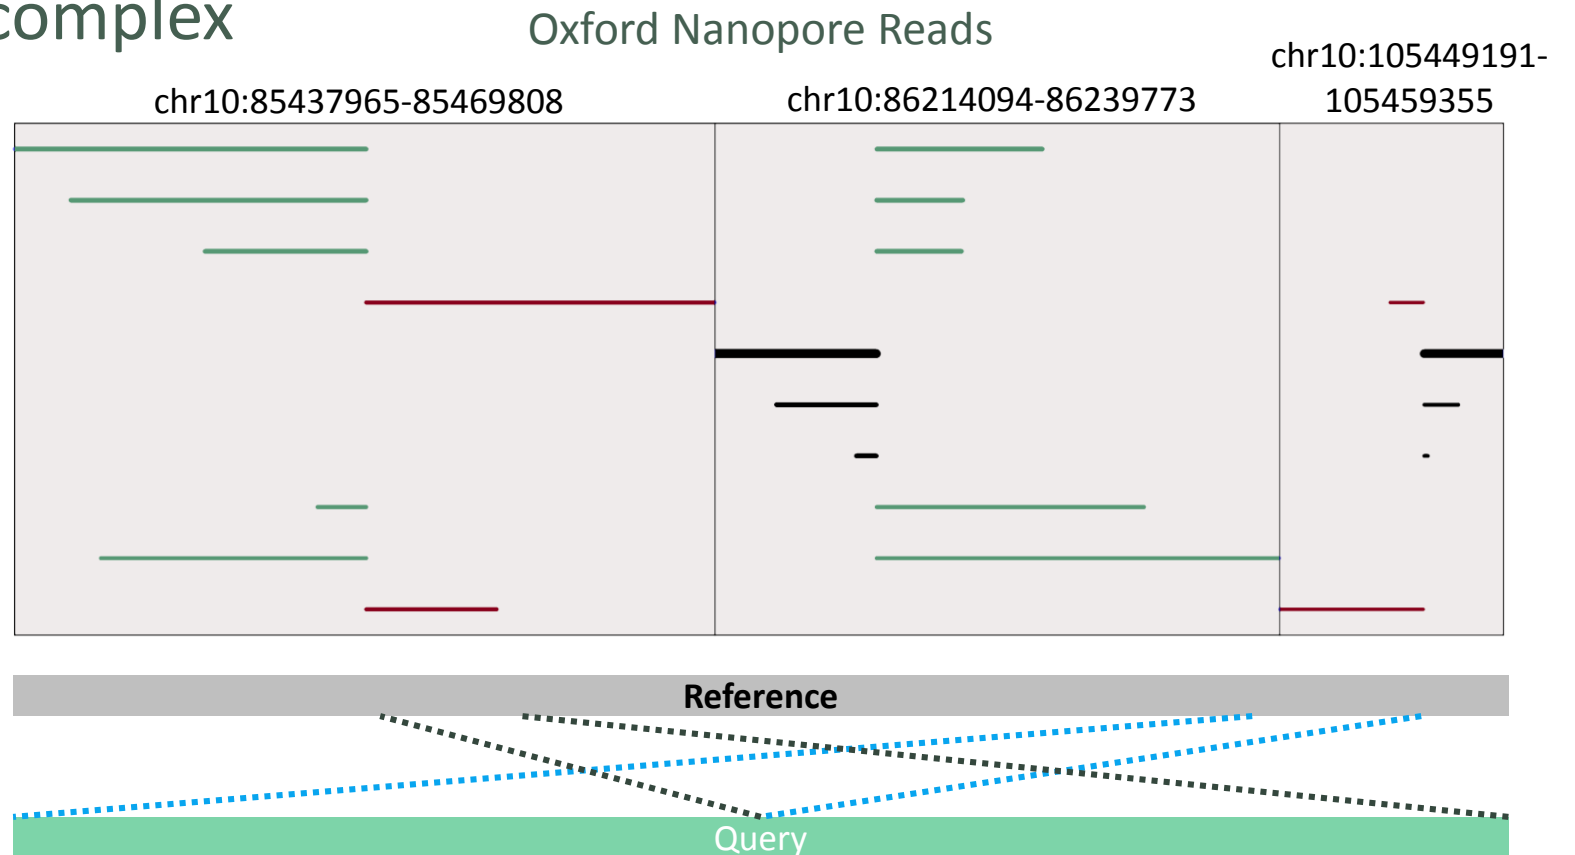 complex
Oxford Nanopore Reads
chr10:85437965-85469808
chr10:86214094-86239773
chr10:105449191-
105459355
Reference
Query